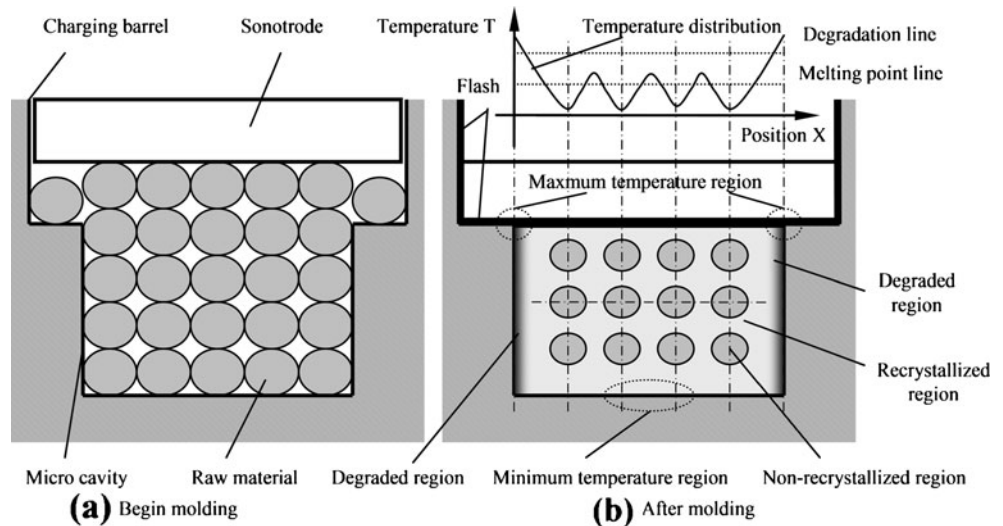 Charging barrel
Sonotrode
Micro cavity
Raw material
(a) Begin molding
Temperature T
Temperature distribution
Degradation line
Melting point line
Flash
Position X
Maxmum temperature region
Degraded
region
Recrystallized
region
Degraded region
Minimum temperature region
Non-recrystallized region
(b) After molding